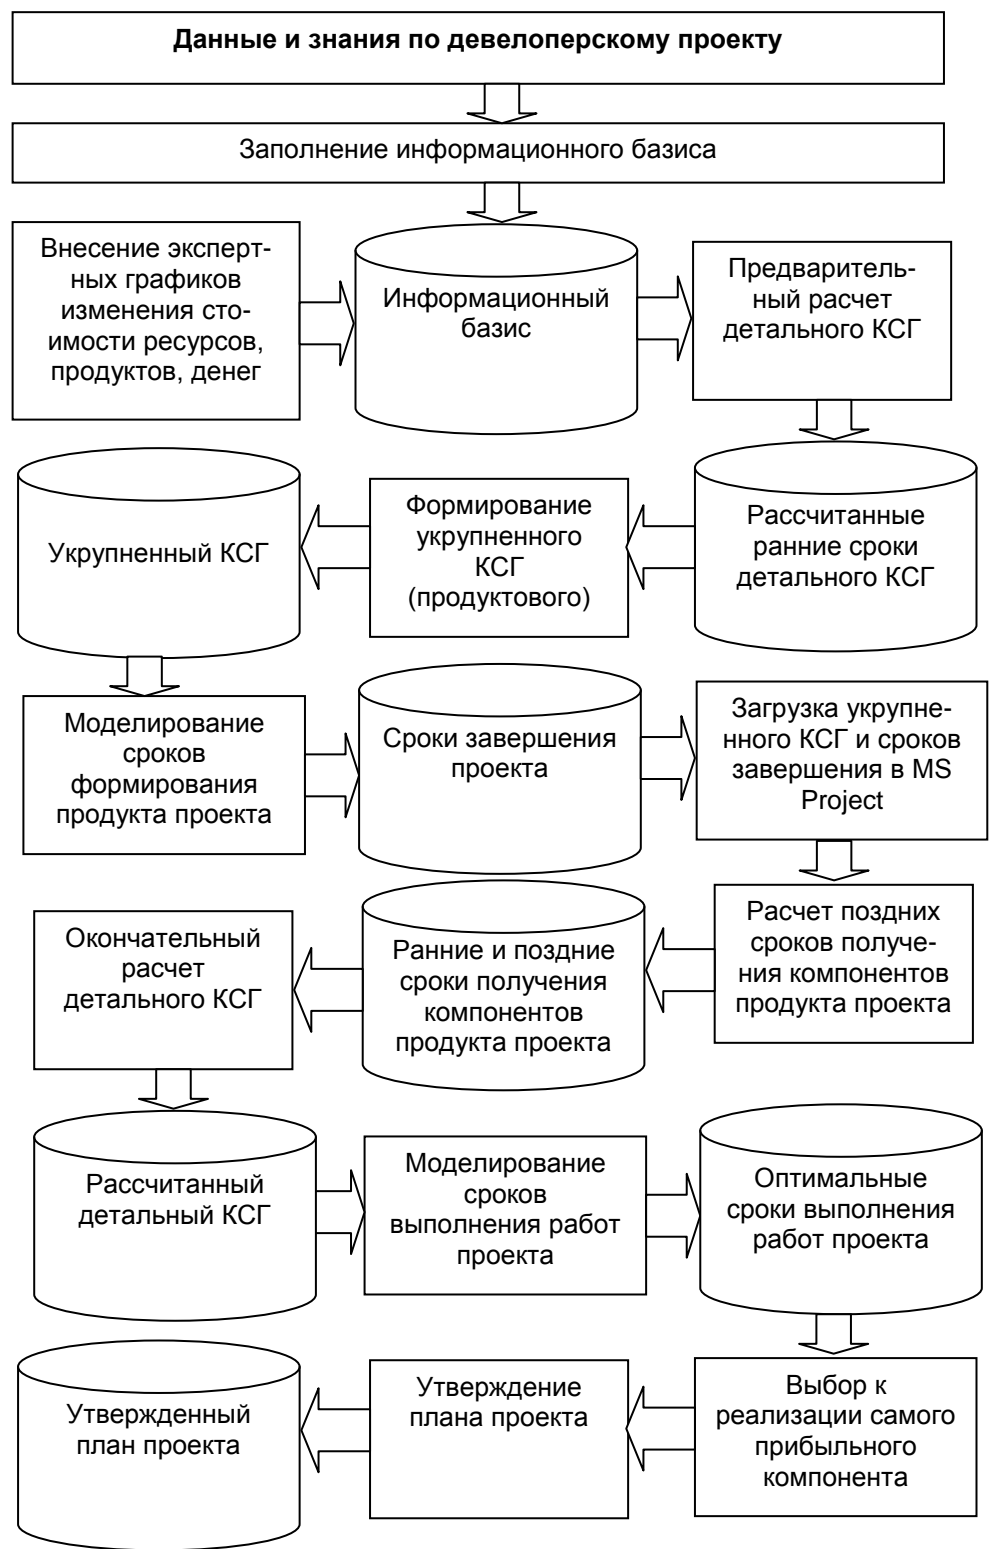 Данные и знания по девелоперскому проекту
Заполнение информационного базиса
Внесение эксперт-
ных графиков
изменения сто-
имости ресурсов,
продуктов, денег
Информационный
базис
Предваритель-
ный расчет
детального КСГ
Укрупненный КСГ
Формирование
укрупненного
КСГ
(продуктового)
Рассчитанные
ранние сроки
детального КСГ
Моделирование
сроков
формирования
продукта проекта
Сроки завершения
проекта
Загрузка укрупне-
нного КСГ и сроков
завершения в MS
Project
Окончательный
расчет
детального КСГ
Ранние и поздние
сроки получения
компонентов
продукта проекта
Расчет поздних
сроков получе-
ния компонентов
продукта проекта
Рассчитанный
детальный КСГ
Моделирование
сроков
выполнения работ
проекта
Оптимальные
сроки выполнения
работ проекта
Утвержденный
план проекта
Утверждение
плана проекта
Выбор к
реализации самого
прибыльного
компонента